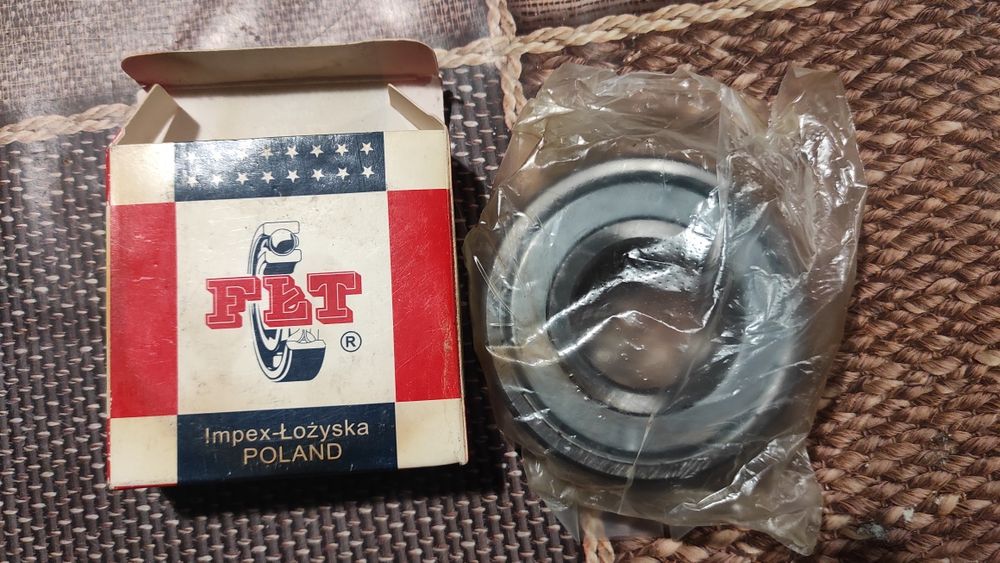 FŁT
®
Impex-Łożyska
POLAND